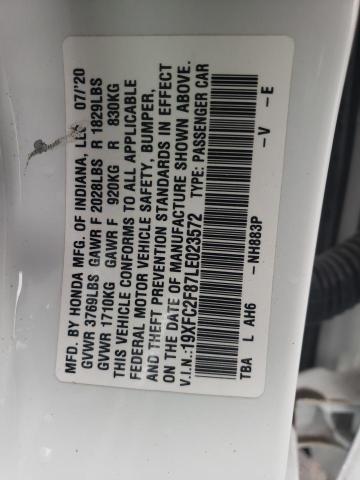 MFD. BY HONDA MFG. OF INDIANA, LLC 07/'20
GVWR 3769LBS GAWR F 2028LBS R 1829LBS
GVWR 1710KG GAWR F 920KG R 830KG
THIS VEHICLE CONFORMS TO ALL APPLICABLE
FEDERAL MOTOR VEHICLE SAFETY, BUMPER,
AND THEFT PREVENTION STANDARDS IN EFFECT
ON THE DATE OF MANUFACTURE SHOWN ABOVE.
V.I.N.:19XFC2F87LE023572 TYPE: PASSENGER CAR
TBA L AH6 -NH883P -V -E